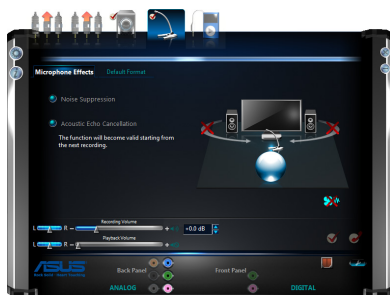 Microphone Effects Default Format
Noise Suppression
Acoustic Echo Cancellation
The function will become valid starting from
the next recording.
Recording Volume
L R - + +0.0 dB
Playback Volume
L R - +
ASUS
Back Panel Front Panel
ANALOG DIGITAL